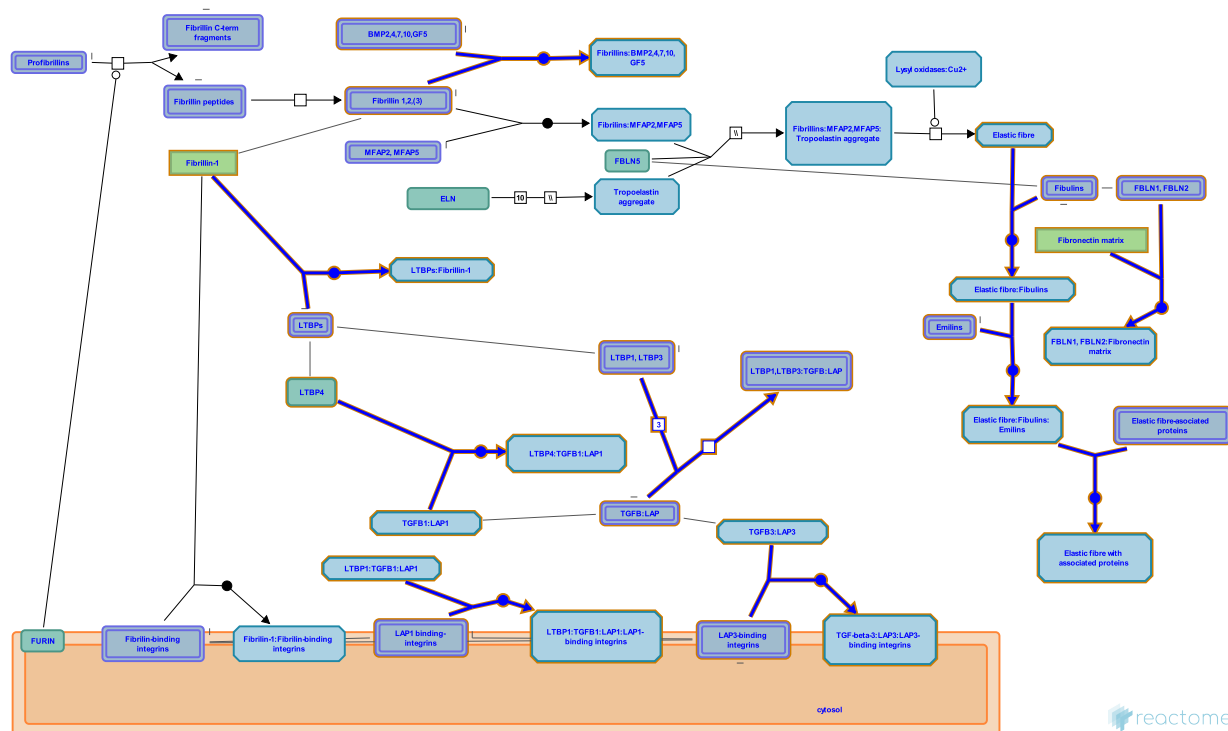 Fibrillin C-term
fragments
BMP2,4,7,10,GF5
Profibrillins
Fibrillins:BMP2,4,7,10,
GF5
Lysyl oxidases:Cu2+
Fibrillin peptides
Fibrillin 1,2,(3)
Fibrilins:MFAP2,MFAP5
Fibrillins:MFAP2,MFAP5:
Tropoelastin aggregate
Elastic fibre
\\
MFAP2, MFAP5
Fibrillin-1
FBLN5
Fibulins
FBLN1, FBLN2
ELN
10
\\
Tropoelastin
aggregate
Fibronectin matrix
LTBPs:Fibrillin-1
Elastic fibre:Fibulins
LTBPs
Emilins
FBLN1, FBLN2:Fibronectin
matrix
LTBP1, LTBP3
LTBP1,LTBP3:TGFB:LAP
LTBP4
3
Elastic fibre:Fibulins:
Emilins
Elastic fibre-asociated
proteins
LTBP4:TGFB1:LAP1
TGFB1:LAP1
TGFB:LAP
TGFB3:LAP3
Elastic fibre with
associated proteins
LTBP1:TGFB1:LAP1
FURIN
Fibrilin-binding
integrins
Fibrilin-1:Fibrilin-binding
integrins
LAP1 binding-
integrins
LTBP1:TGFB1:LAP1:LAP1-
binding integrins
LAP3-binding
integrins
TGF-beta-3:LAP3:LAP3-
binding integrins
cytosol
reactome